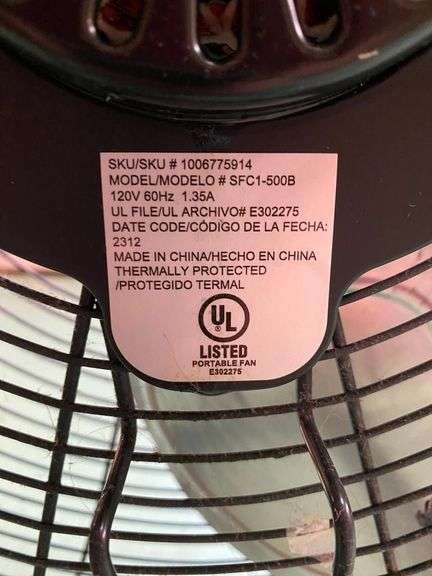 SKU/SKU # 1006775914
MODEL/MODELO # SFC1-500B
120V 60Hz 1.35A
UL FILE/UL ARCHIVO# E302275
DATE CODE/CÓDIGO DE LA FECHA:
2312
MADE IN CHINA/HECHO EN CHINA
THERMALLY PROTECTED
/PROTEGIDO TERMAL
UL
LISTED
PORTABLE FAN
E302275